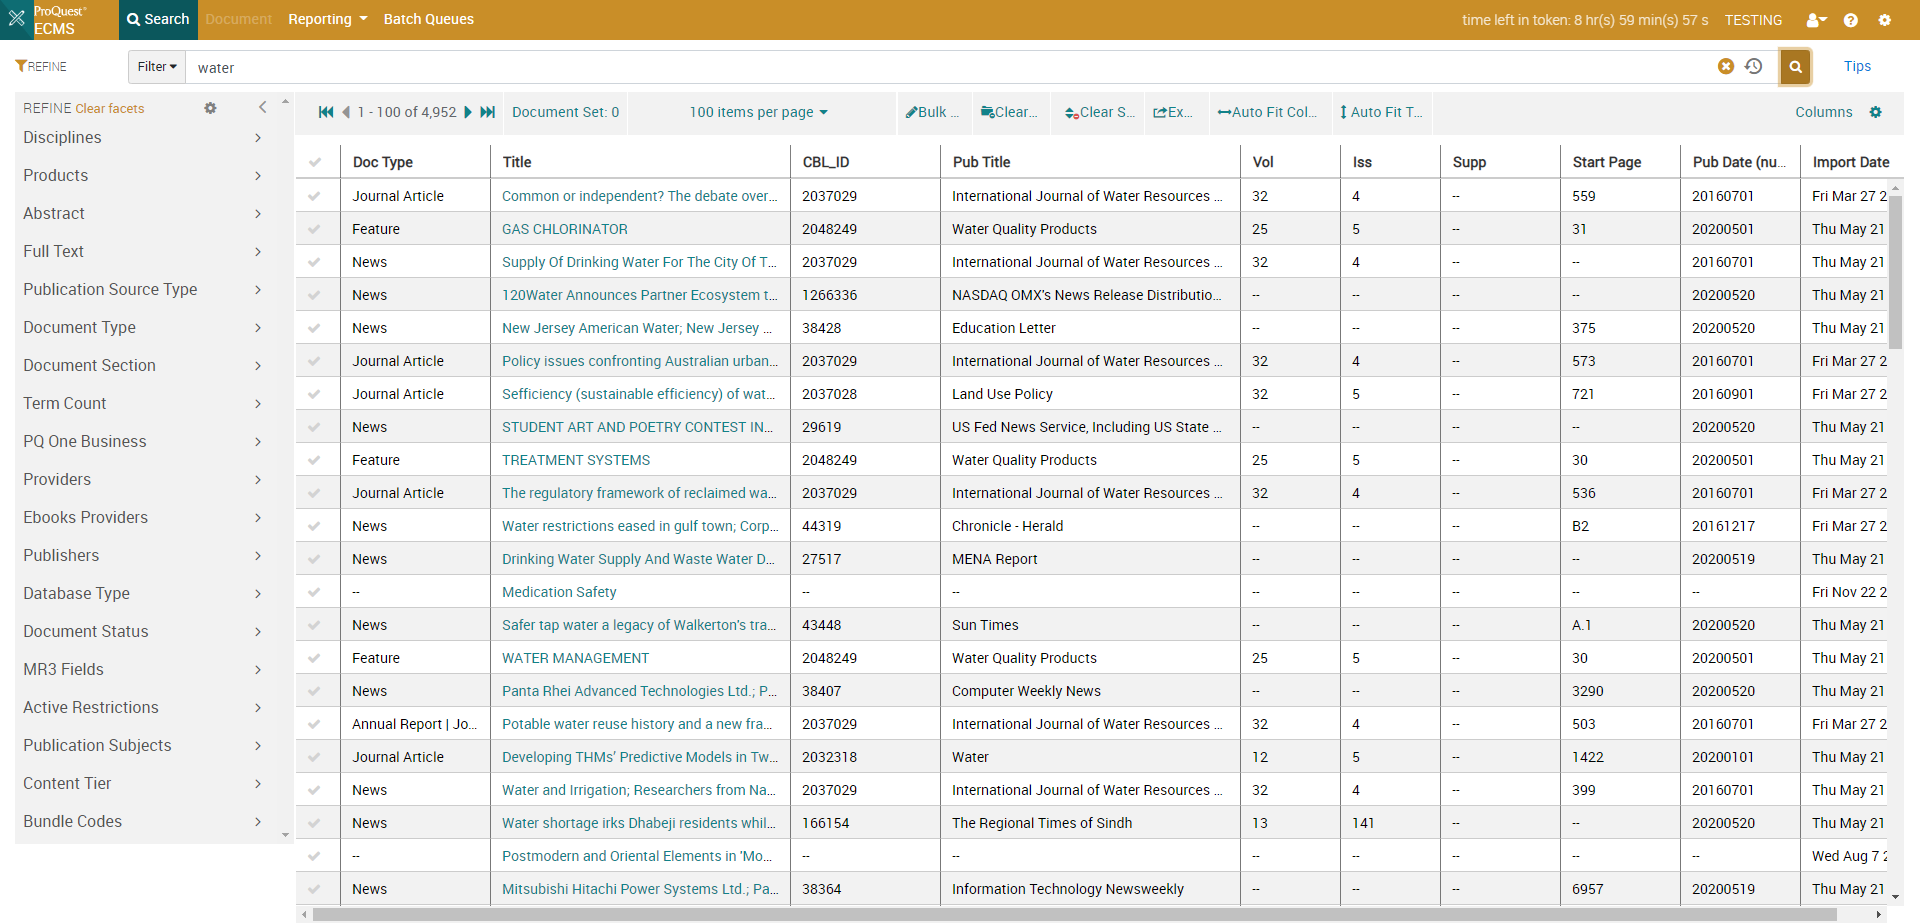 ProQuest®
ECMS
Search Document Reporting Batch Queues time left in token: 8 hr(s) 59 min(s) 57 s TESTING
REFINE Filter water Tips
REFINE Clear facets
Disciplines
Products
Abstract
Full Text
Publication Source Type
Document Type
Document Section
Term Count
PQ One Business
Providers
Ebooks Providers
Publishers
Database Type
Document Status
MR3 Fields
Active Restrictions
Publication Subjects
Content Tier
Bundle Codes
1 - 100 of 4,952 Document Set: 0 100 items per page Bulk ... Clear... Clear S... Ex... Auto Fit Col... Auto Fit T... Columns
Doc Type Title CBL_ID Pub Title Vol Iss Supp Start Page Pub Date (nu... Import Date
Journal Article Common or independent? The debate over... 2037029 International Journal of Water Resources ... 32 4 -- 559 20160701 Fri Mar 27 2
Feature GAS CHLORINATOR 2048249 Water Quality Products 25 5 -- 31 20200501 Thu May 21
News Supply Of Drinking Water For The City Of T... 2037029 International Journal of Water Resources ... 32 4 -- -- 20160701 Thu May 21
News 120Water Announces Partner Ecosystem t... 1266336 NASDAQ OMX's News Release Distributio... -- -- -- -- 20200520 Thu May 21
News New Jersey American Water; New Jersey ... 38428 Education Letter -- -- -- 375 20200520 Thu May 21
Journal Article Policy issues confronting Australian urban... 2037029 International Journal of Water Resources ... 32 4 -- 573 20160701 Fri Mar 27 2
Journal Article Sefficiency (sustainable efficiency) of wat... 2037028 Land Use Policy 32 5 -- 721 20160901 Fri Mar 27 2
News STUDENT ART AND POETRY CONTEST IN... 29619 US Fed News Service, Including US State ... -- -- -- -- 20200520 Thu May 21
Feature TREATMENT SYSTEMS 2048249 Water Quality Products 25 5 -- 30 20200501 Thu May 21
Journal Article The regulatory framework of reclaimed wa... 2037029 International Journal of Water Resources ... 32 4 -- 536 20160701 Fri Mar 27 2
News Water restrictions eased in gulf town; Corp... 44319 Chronicle - Herald -- -- -- B2 20161217 Fri Mar 27 2
News Drinking Water Supply And Waste Water D... 27517 MENA Report -- -- -- -- 20200519 Thu May 21
-- Medication Safety -- -- -- -- -- -- -- Fri Nov 22 2
News Safer tap water a legacy of Walkerton's tra... 43448 Sun Times -- -- -- A.1 20200520 Thu May 21
Feature WATER MANAGEMENT 2048249 Water Quality Products 25 5 -- 30 20200501 Thu May 21
News Panta Rhei Advanced Technologies Ltd.; P... 38407 Computer Weekly News -- -- -- 3290 20200520 Thu May 21
Annual Report | Jo... Potable water reuse history and a new fra... 2037029 International Journal of Water Resources ... 32 4 -- 503 20160701 Fri Mar 27 2
Journal Article Developing THMs’ Predictive Models in Tw... 2032318 Water 12 5 -- 1422 20200101 Thu May 21
News Water and Irrigation; Researchers from Na... 2037029 International Journal of Water Resources ... 32 4 -- 399 20160701 Thu May 21
News Water shortage irks Dhabeji residents whil... 166154 The Regional Times of Sindh 13 141 -- -- 20200520 Thu May 21
-- Postmodern and Oriental Elements in 'Mo... -- -- -- -- -- -- -- Wed Aug 7 2
News Mitsubishi Hitachi Power Systems Ltd.; Pa... 38364 Information Technology Newsweekly -- -- -- 6957 20200519 Thu May 21